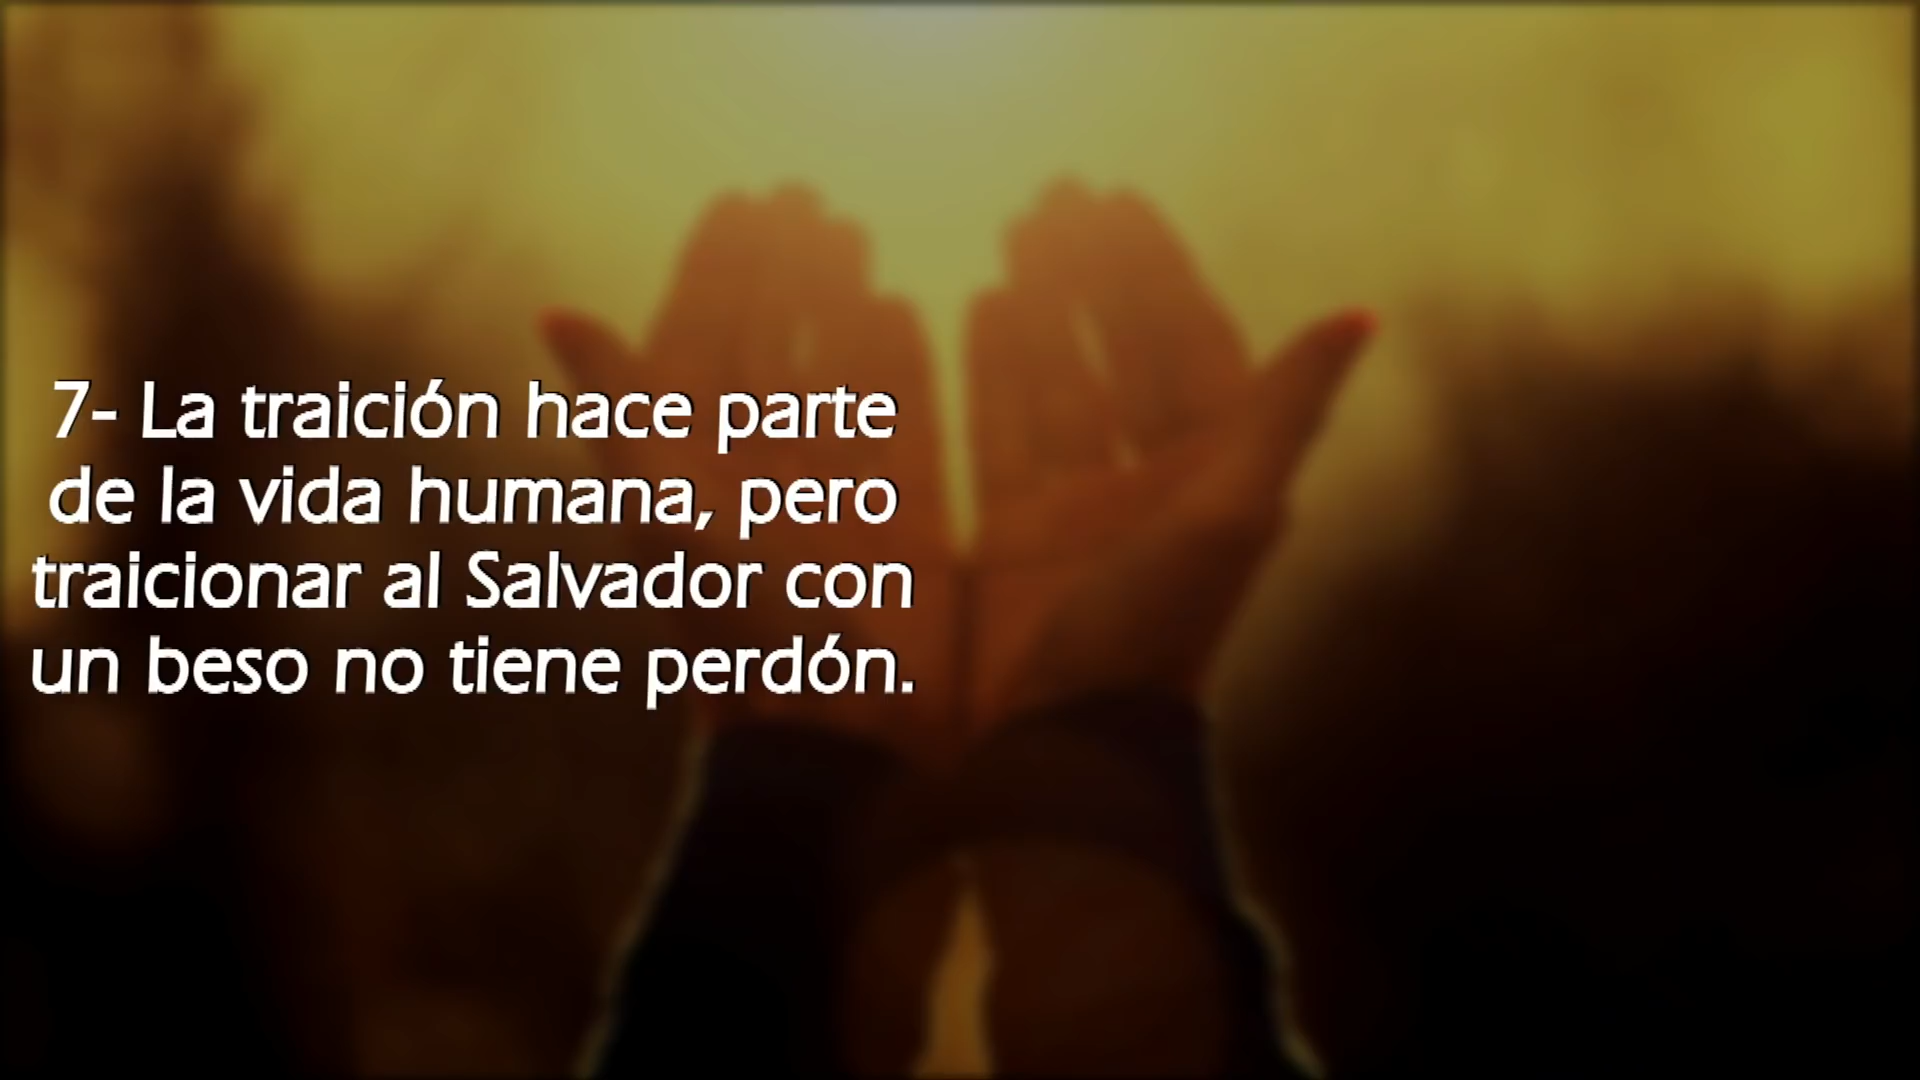 7- La traición hace parte
de la vida humana, pero
traicionar al Salvador con
un beso no tiene perdón.